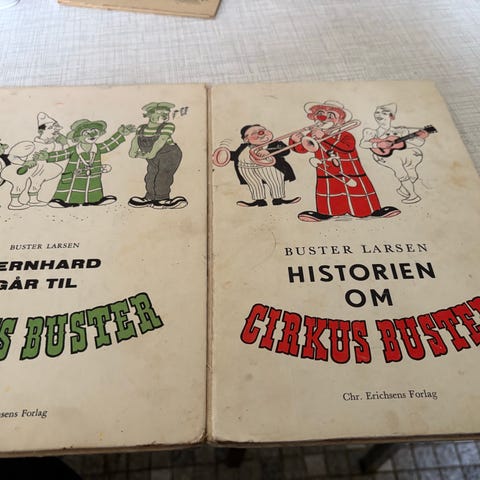 BUSTER LARSEN
ERNHARD
GÅR TIL
S BUSTER
sens Forlag
BUSTER LARSEN
HISTORIEN
OM
CIRKUS BUSTER
Chr. Erichsens Forlag